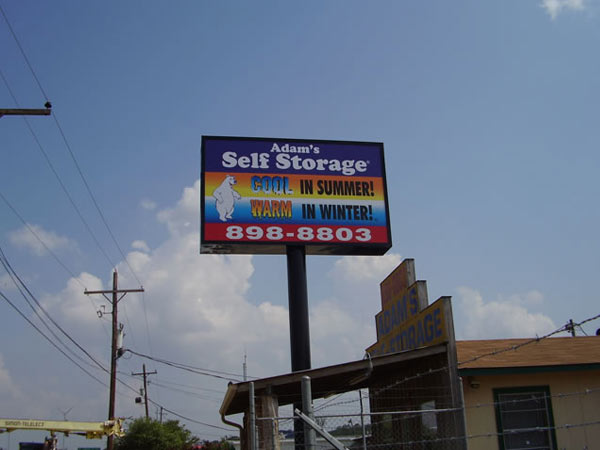 Adam's
Self Storage
COOL IN SUMMER!
WARM IN WINTER!
898-8803
ADAM'S
STORAGE